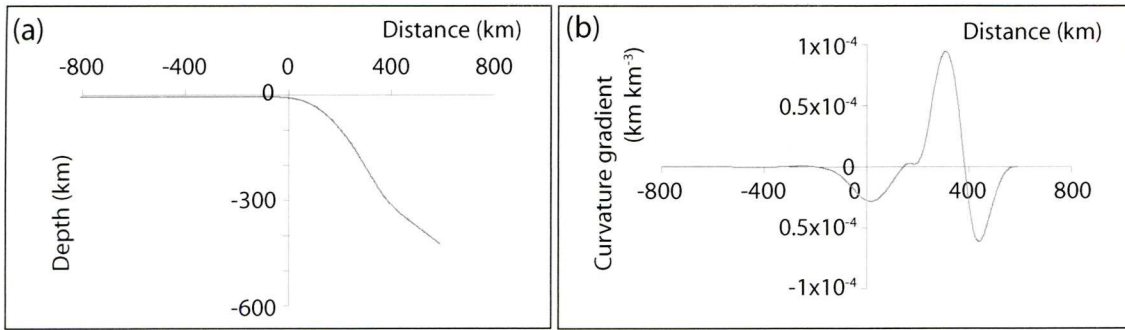 (a)
Distance (km)
-800 -400 0 400 800
0
-300
-600
Depth (km)
(b)
Distance (km)
1x10-4
0.5x10-4
0
-800 -400 0 400 800
0.5x10-4
-1x10-4
Curvature gradient
(km km-3)